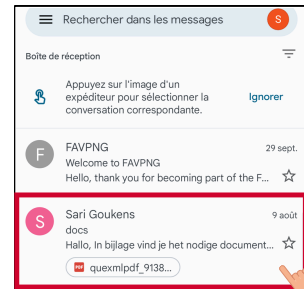 Rechercher dans les messages
S
Boîte de réception
Appuyez sur l'image d'un
expéditeur pour sélectionner la
conversation correspondante.
Ignorer
F
FAVPNG
29 sept.
Welcome to FAVPNG
Hello, thank you for becoming part of the F...
S
Sari Goukens
9 août
docs
Hallo, In bijlage vind je het nodige document...
PDF
quexmlpdf_9138...